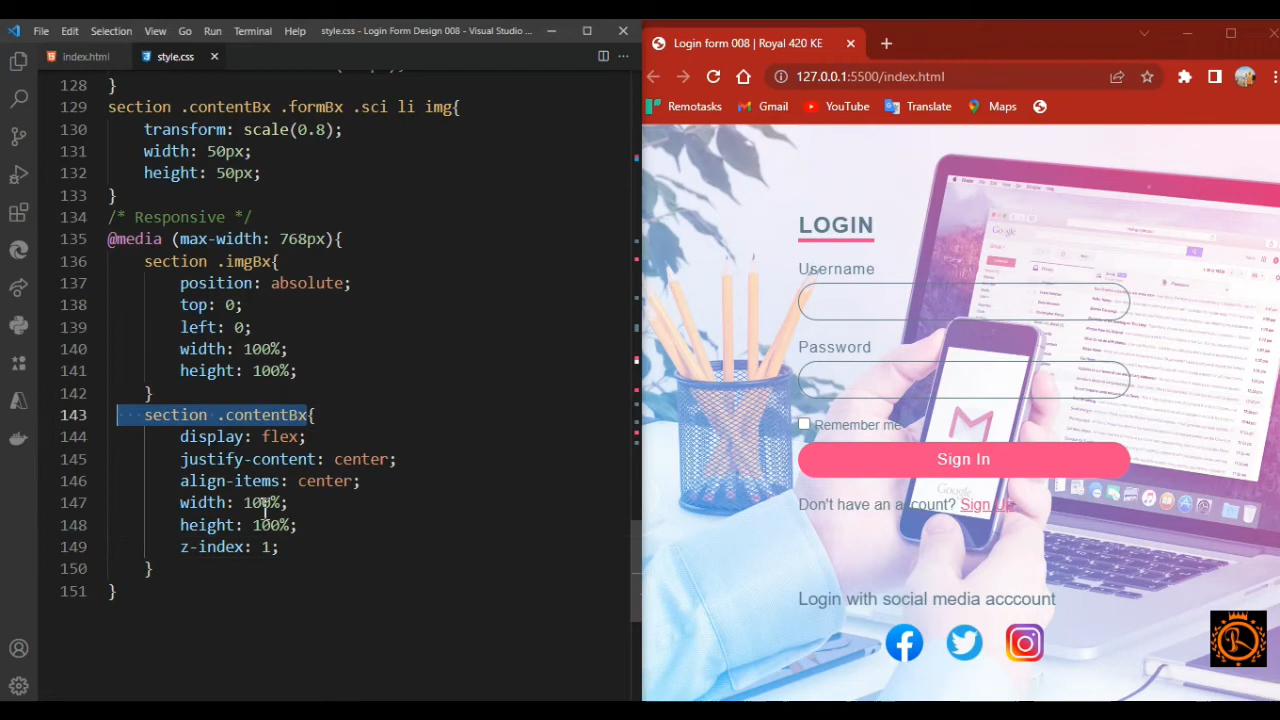 File Edit Selection View Go Run Terminal Help style.css - Login Form Design 008 - Visual Studio ...
index.html style.css
128 }
129 section .contentBx .formBx .sci li img{
130 transform: scale(0.8);
131 width: 50px;
132 height: 50px;
133 }
134 /* Responsive */
135 @media (max-width: 768px){
136 section .imgBx{
137 position: absolute;
138 top: 0;
139 left: 0;
140 width: 100%;
141 height: 100%;
142 }
143 section .contentBx{
144 display: flex;
145 justify-content: center;
146 align-items: center;
147 width: 100%;
148 height: 100%;
149 z-index: 1;
150 }
151 }
Login form 008 | Royal 420 KE
127.0.0.1:5500/index.html
Remotasks Gmail YouTube Translate Maps
LOGIN
Username
Password
Remember me
Sign In
Don't have an account? Sign Up
Login with social media acccount
Google